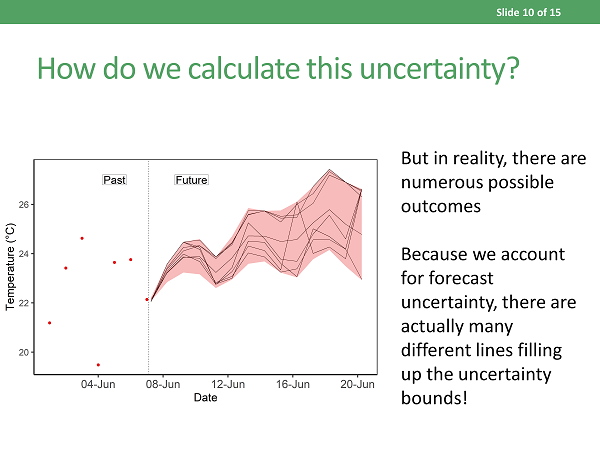 Slide 10 of 15
How do we calculate this uncertainty?
Past
Future
26
24
22
20
Temperature (°C)
04-Jun
08-Jun
12-Jun
16-Jun
20-Jun
Date
But in reality, there are
numerous possible
outcomes
Because we account
for forecast
uncertainty, there are
actually many
different lines filling
up the uncertainty
bounds!